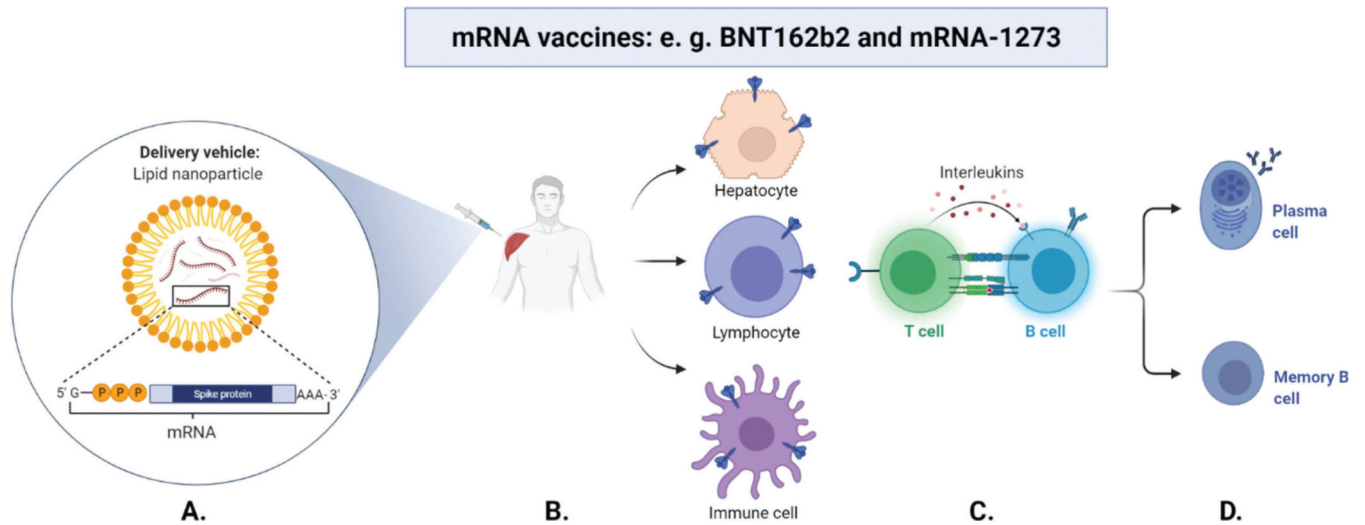 mRNA vaccines: e. g. BNT162b2 and mRNA-1273
Delivery vehicle:
Lipid nanoparticle
5' G
P P P
Spike protein
AAA-3'
mRNA
Hepatocyte
Lymphocyte
Immune cell
Interleukins
T cell
B cell
Plasma
cell
Memory B
cell
A.
B.
C.
D.